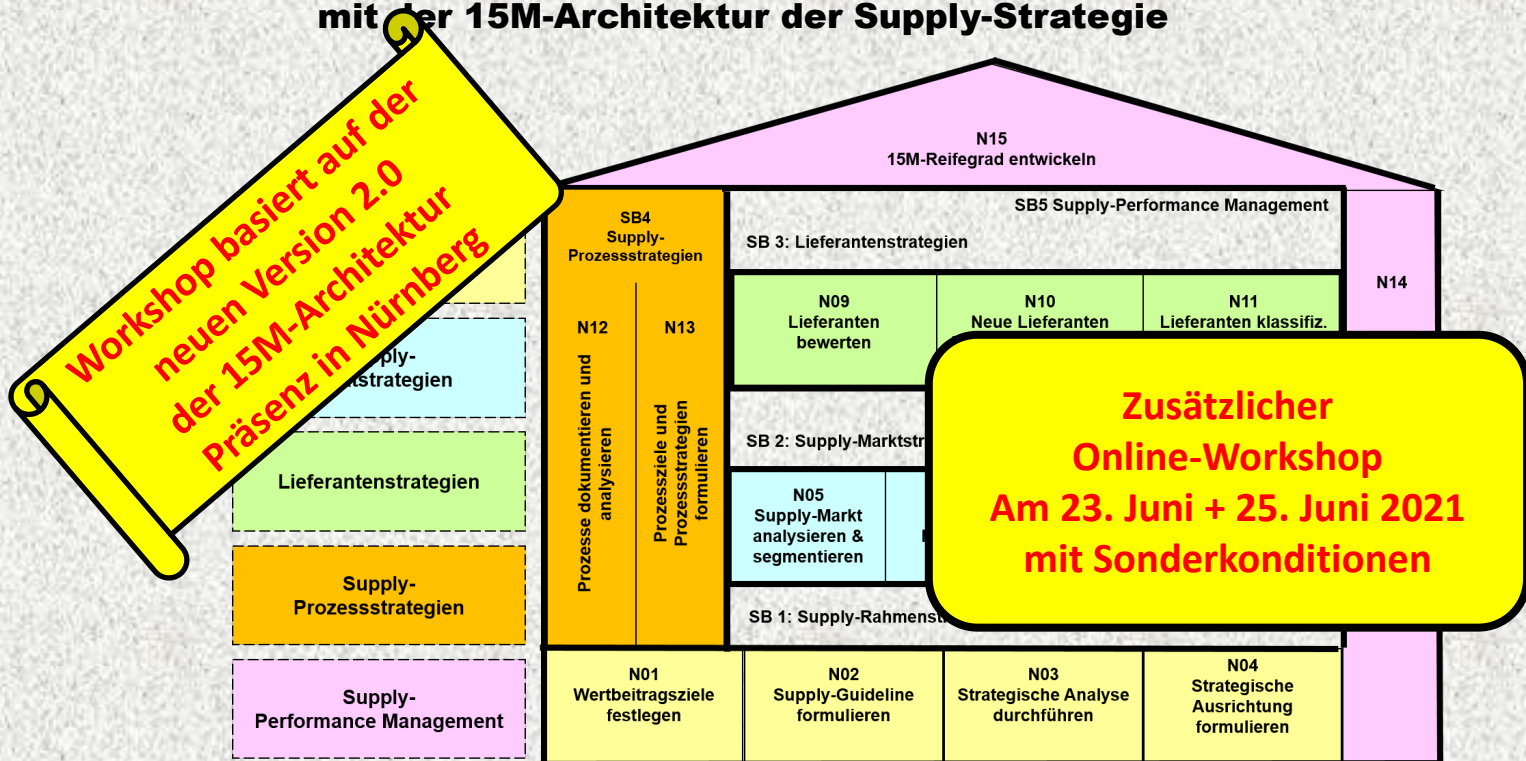 mit der 15M-Architektur der Supply-Strategie
Workshop basiert auf der
neuen Version 2.0
der 15M-Architektur
Präsenz in Nürnberg
Lieferantenstrategien
Supply-
Prozessstrategien
Supply-
Performance Management
N15
15M-Reifegrad entwickeln
SB4
Supply-
Prozessstrategien
N12
Prozesse dokumentieren und
analysieren
N13
Prozessziele und
Prozessstrategien
formulieren
SB5 Supply-Performance Management
SB 3: Lieferantenstrategien
N09
Lieferanten
bewerten
N10
Neue Lieferanten
N11
Lieferanten klassifiz.
N14
SB 2:
N05
Supply-Markt
analysieren &
segmentieren
SB 1:
Zusätzlicher
Online-Workshop
Am 23. Juni + 25. Juni 2021
mit Sonderkonditionen
N01
Wertbeitragsziele
festlegen
N02
Supply-Guideline
formulieren
N03
Strategische Analyse
durchführen
N04
Strategische
Ausrichtung
formulieren